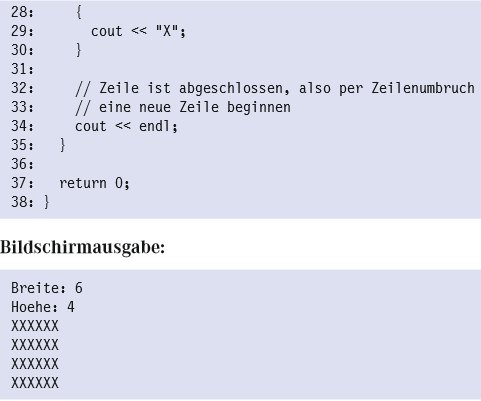 28:     {
29:       cout << "X";
30:     }
31:
32:     // Zeile ist abgeschlossen, also per Zeilenumbruch
33:     // eine neue Zeile beginnen
34:     cout << endl;
35:   }
36:
37:   return 0;
38: }
Bildschirmausgabe:
Breite: 6
Hoehe: 4
XXXXXX
XXXXXX
XXXXXX
XXXXXX